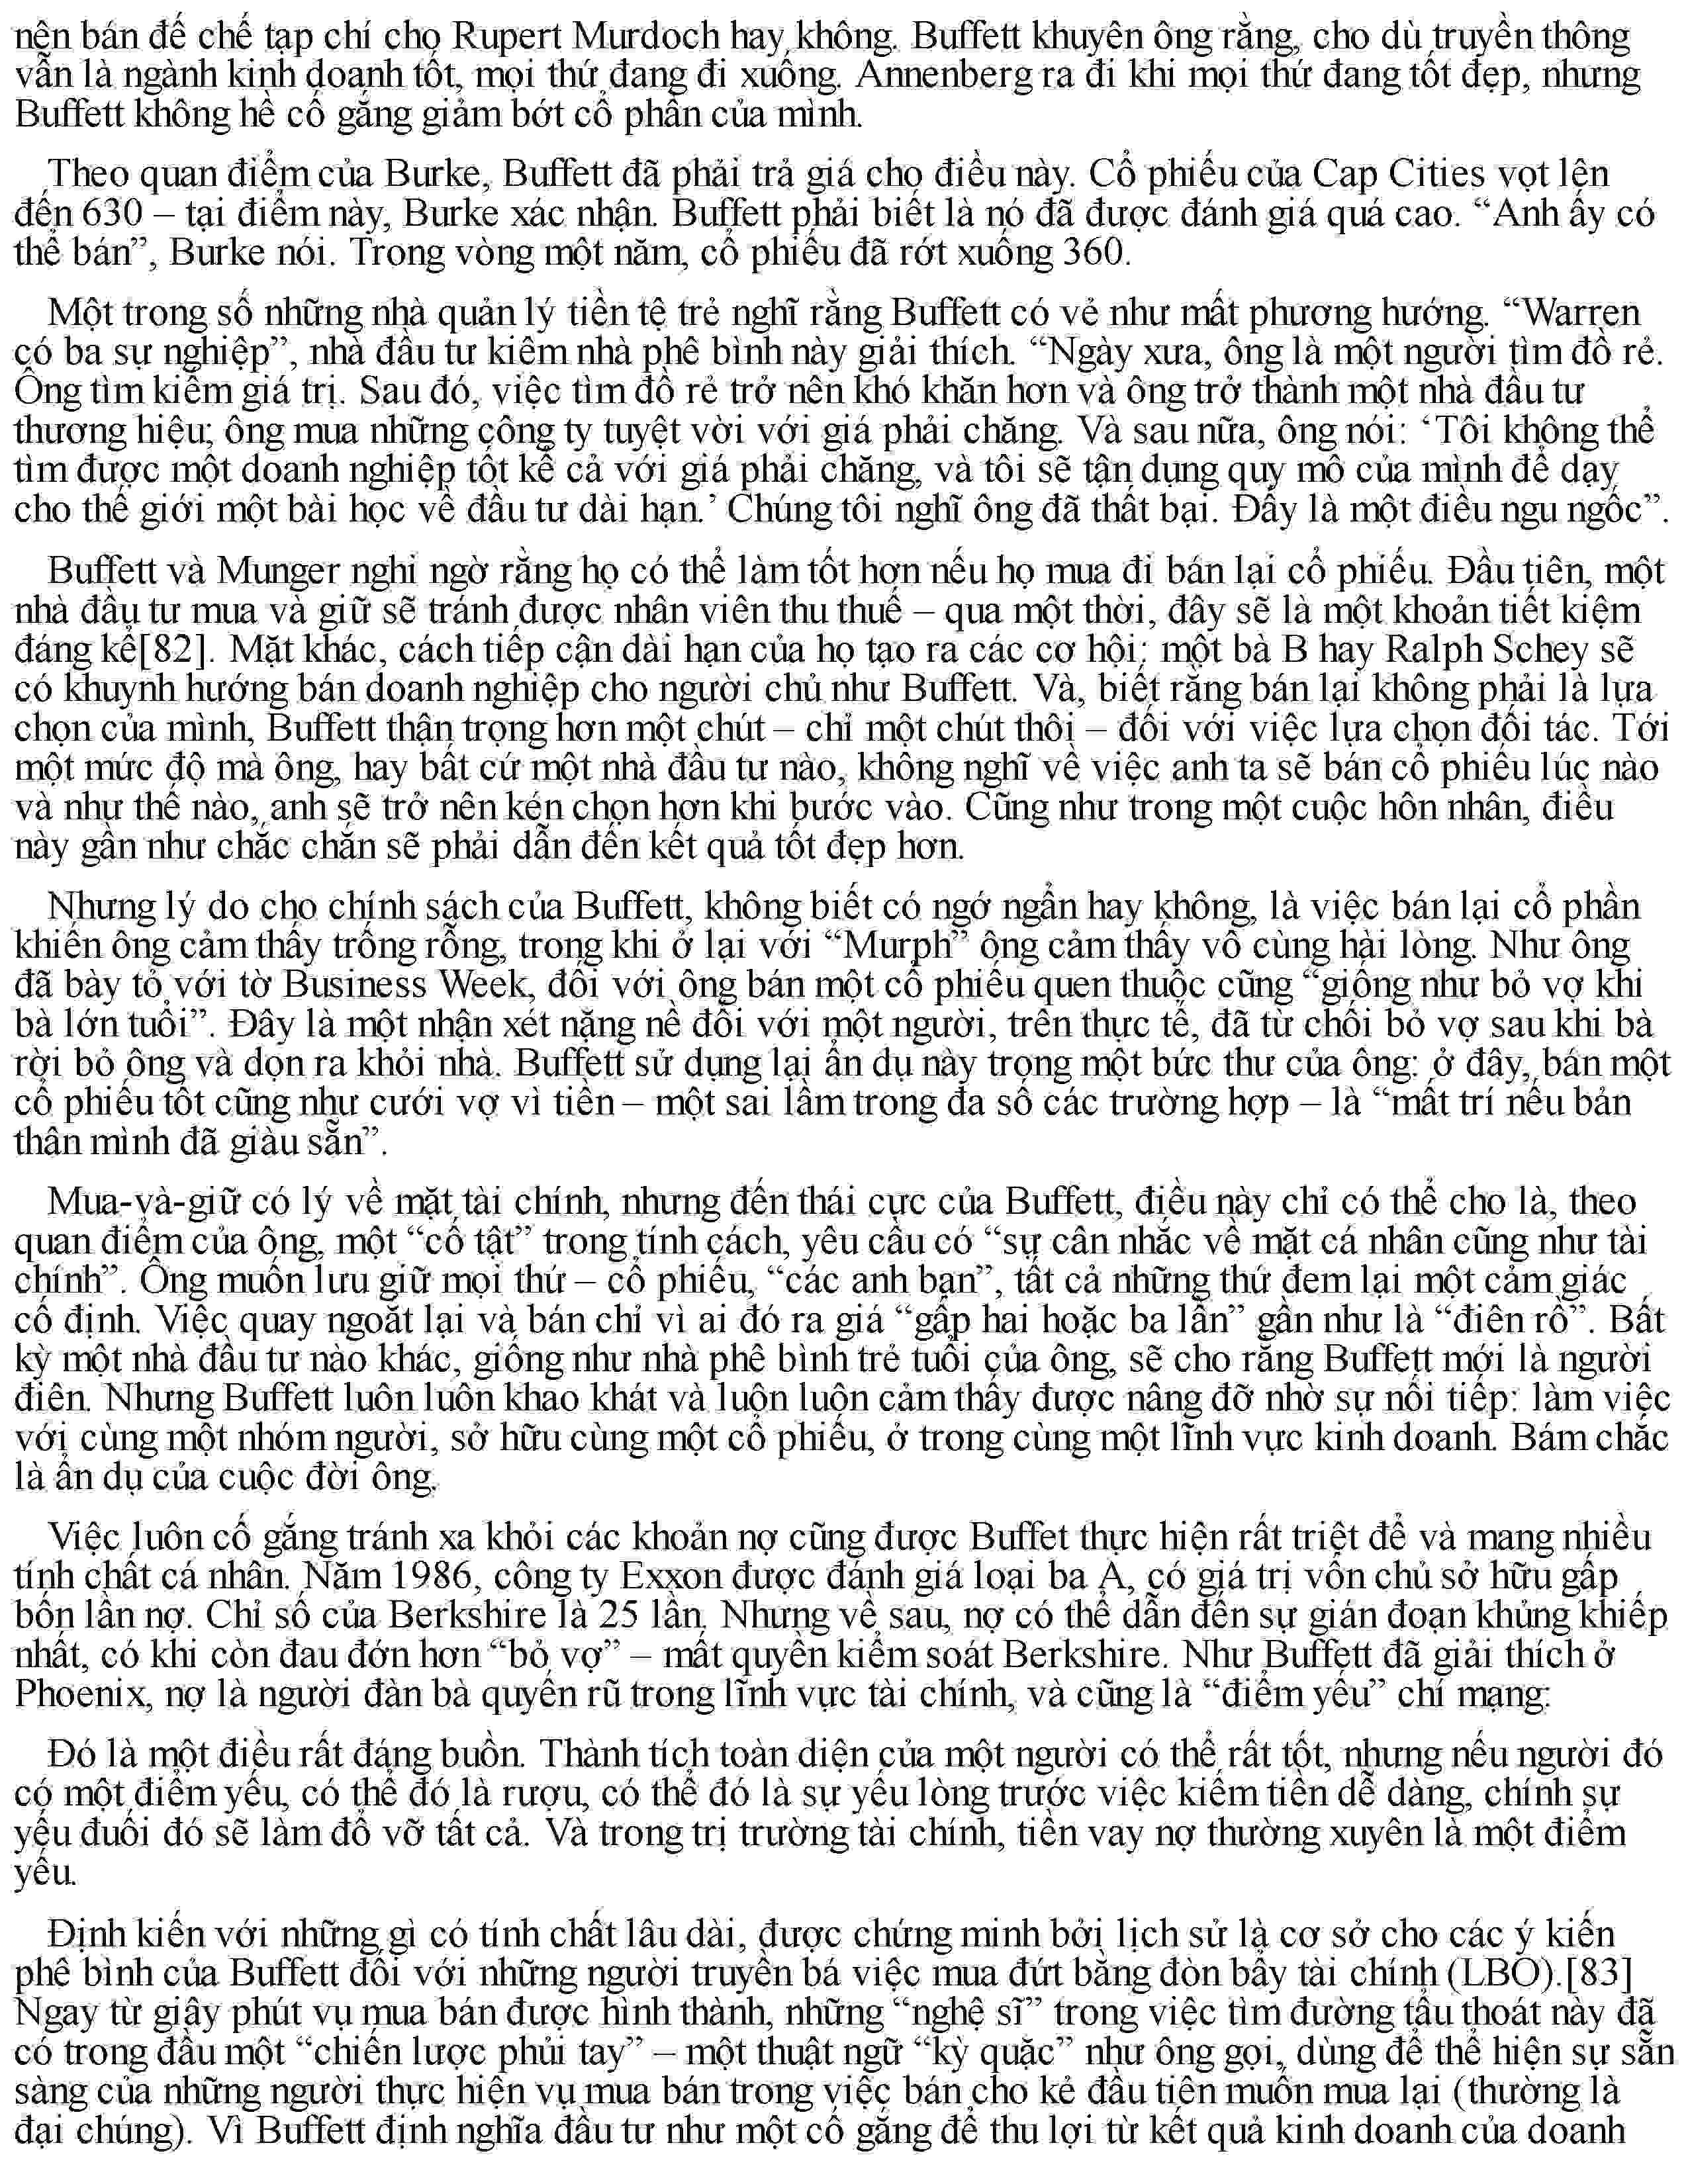 nên bán đế chế tạp chí cho Rupert Murdoch hay không. Buffett khuyên ông rằng, cho dù truyền thông
vẫn là ngành kinh doanh tốt, mọi thứ đang đi xuống. Annenberg ra đi khi mọi thứ đang tốt đẹp, nhưng
Buffett không hề cố gắng giảm bớt cổ phần của mình.
Theo quan điểm của Burke, Buffett đã phải trả giá cho điều này. Cổ phiếu của Cap Cities vọt lên
đến 630 – tại điểm này, Burke xác nhận. Buffett phải biết là nó đã được đánh giá quá cao. “Anh ấy có
thể bán”, Burke nói. Trong vòng một năm, cổ phiếu đã rớt xuống 360.
Một trong số những nhà quản lý tiền tệ trẻ nghĩ rằng Buffett có vẻ như mất phương hướng. “Warren
có ba sự nghiệp”, nhà đầu tư kiêm nhà phê bình này giải thích. “Ngày xưa, ông là một người tìm đồ rẻ.
Ông tìm kiếm giá trị. Sau đó, việc tìm đồ rẻ trở nên khó khăn hơn và ông trở thành một nhà đầu tư
thương hiệu; ông mua những công ty tuyệt vời với giá phải chăng. Và sau nữa, ông nói: ‘Tôi không thể
tìm được một doanh nghiệp tốt kể cả với giá phải chăng, và tôi sẽ tận dụng quy mô của mình để dạy
cho thế giới một bài học về đầu tư dài hạn.’ Chúng tôi nghĩ ông đã thất bại. Đấy là một điều ngu ngốc”.
Buffett và Munger nghi ngờ rằng họ có thể làm tốt hơn nếu họ mua đi bán lại cổ phiếu. Đầu tiên, một
nhà đầu tư mua và giữ sẽ tránh được nhân viên thu thuế – qua một thời, đây sẽ là một khoản tiết kiệm
đáng kể[82]. Mặt khác, cách tiếp cận dài hạn của họ tạo ra các cơ hội; một bà B hay Ralph Schey sẽ
có khuynh hướng bán doanh nghiệp cho người chủ như Buffett. Và, biết rằng bán lại không phải là lựa
chọn của mình, Buffett thận trọng hơn một chút – chỉ một chút thôi – đối với việc lựa chọn đối tác. Tới
một mức độ mà ông, hay bất cứ một nhà đầu tư nào, không nghĩ về việc anh ta sẽ bán cổ phiếu lúc nào
và như thế nào, anh sẽ trở nên kén chọn hơn khi bước vào. Cũng như trong một cuộc hôn nhân, điều
này gần như chắc chắn sẽ phải dẫn đến kết quả tốt đẹp hơn.
Nhưng lý do cho chính sách của Buffett, không biết có ngớ ngẩn hay không, là việc bán lại cổ phần
khiến ông cảm thấy trống rỗng, trong khi ở lại với “Murph” ông cảm thấy vô cùng hài lòng. Như ông
đã bày tỏ với tờ Business Week, đối với ông bán một cổ phiếu quen thuộc cũng “giống như bỏ vợ khi
bà lớn tuổi”. Đây là một nhận xét nặng nề đối với một người, trên thực tế, đã từ chối bỏ vợ sau khi bà
rời bỏ ông và dọn ra khỏi nhà. Buffett sử dụng lại ẩn dụ này trong một bức thư của ông: ở đây, bán một
cổ phiếu tốt cũng như cưới vợ vì tiền – một sai lầm trong đa số các trường hợp – là “mất trí nếu bản
thân mình đã giàu sẵn”.
Mua-và-giữ có lý về mặt tài chính, nhưng đến thái cực của Buffett, điều này chỉ có thể cho là, theo
quan điểm của ông, một “cố tật” trong tính cách, yêu cầu có “sự cân nhắc về mặt cá nhân cũng như tài
chính”. Ông muốn lưu giữ mọi thứ – cổ phiếu, “các anh bạn”, tất cả những thứ đem lại một cảm giác
cố định. Việc quay ngoắt lại và bán chỉ vì ai đó ra giá “gấp hai hoặc ba lần” gần như là “điên rồ”. Bất
kỳ một nhà đầu tư nào khác, giống như nhà phê bình trẻ tuổi của ông, sẽ cho rằng Buffett mới là người
điên. Nhưng Buffett luôn luôn khao khát và luôn luôn cảm thấy được nâng đỡ nhờ sự nối tiếp: làm việc
với cùng một nhóm người, sở hữu cùng một cổ phiếu, ở trong cùng một lĩnh vực kinh doanh. Bám chắc
là ẩn dụ của cuộc đời ông.
Việc luôn cố gắng tránh xa khỏi các khoản nợ cũng được Buffet thực hiện rất triệt để và mang nhiều
tính chất cá nhân. Năm 1986, công ty Exxon được đánh giá loại ba A, có giá trị vốn chủ sở hữu gấp
bốn lần nợ. Chỉ số của Berkshire là 25 lần. Nhưng về sau, nợ có thể dẫn đến sự gián đoạn khủng khiếp
nhất, có khi còn đau đớn hơn “bỏ vợ” – mất quyền kiểm soát Berkshire. Như Buffett đã giải thích ở
Phoenix, nợ là người đàn bà quyến rũ trong lĩnh vực tài chính, và cũng là “điểm yếu” chí mạng:
Đó là một điều rất đáng buồn. Thành tích toàn diện của một người có thể rất tốt, nhưng nếu người đó
có một điểm yếu, có thể đó là rượu, có thể đó là sự yếu lòng trước việc kiếm tiền dễ dàng, chính sự
yếu đuối đó sẽ làm đổ vỡ tất cả. Và trong trị trường tài chính, tiền vay nợ thường xuyên là một điểm
yếu.
Định kiến với những gì có tính chất lâu dài, được chứng minh bởi lịch sử là cơ sở cho các ý kiến
phê bình của Buffett đối với những người truyền bá việc mua đứt bằng đòn bẩy tài chính (LBO).[83]
Ngay từ giây phút vụ mua bán được hình thành, những “nghệ sĩ” trong việc tìm đường tẩu thoát này đã
có trong đầu một “chiến lược phủi tay” – một thuật ngữ “kỳ quặc” như ông gọi, dùng để thể hiện sự sẵn
sàng của những người thực hiện vụ mua bán trong việc bán cho kẻ đầu tiên muốn mua lại (thường là
đại chúng). Vì Buffett định nghĩa đầu tư như một cố gắng để thu lợi từ kết quả kinh doanh của doanh